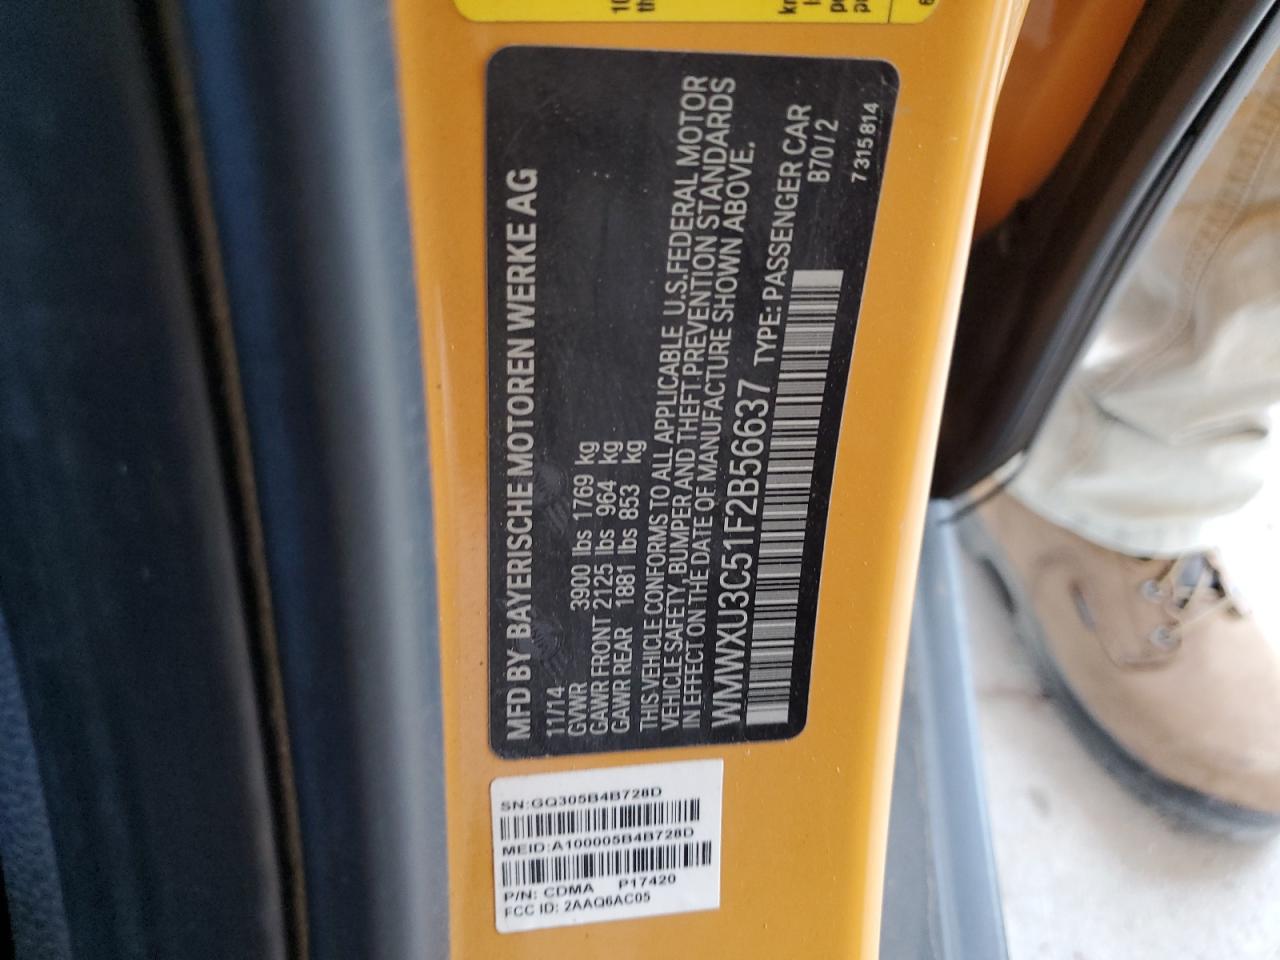 MFD BY BAYERISCHE MOTOREN WERKE AG
11/14
GVWR 3900 lbs 1769 kg
GAWR FRONT 2125 lbs 964 kg
GAWR REAR 1881 lbs 853 kg
THIS VEHICLE CONFORMS TO ALL APPLICABLE U.S.FEDERAL MOTOR
VEHICLE SAFETY, BUMPER AND THEFT PREVENTION STANDARDS
IN EFFECT ON THE DATE OF MANUFACTURE SHOWN ABOVE.
WMWXU3C51F2B56637 TYPE: PASSENGER CAR
B70/2
7 315 814
SN:GQ305B4B728D
MEID:A100005B4B728D
P/N: CDMA P17420
FCC ID: 2AAQ6AC05